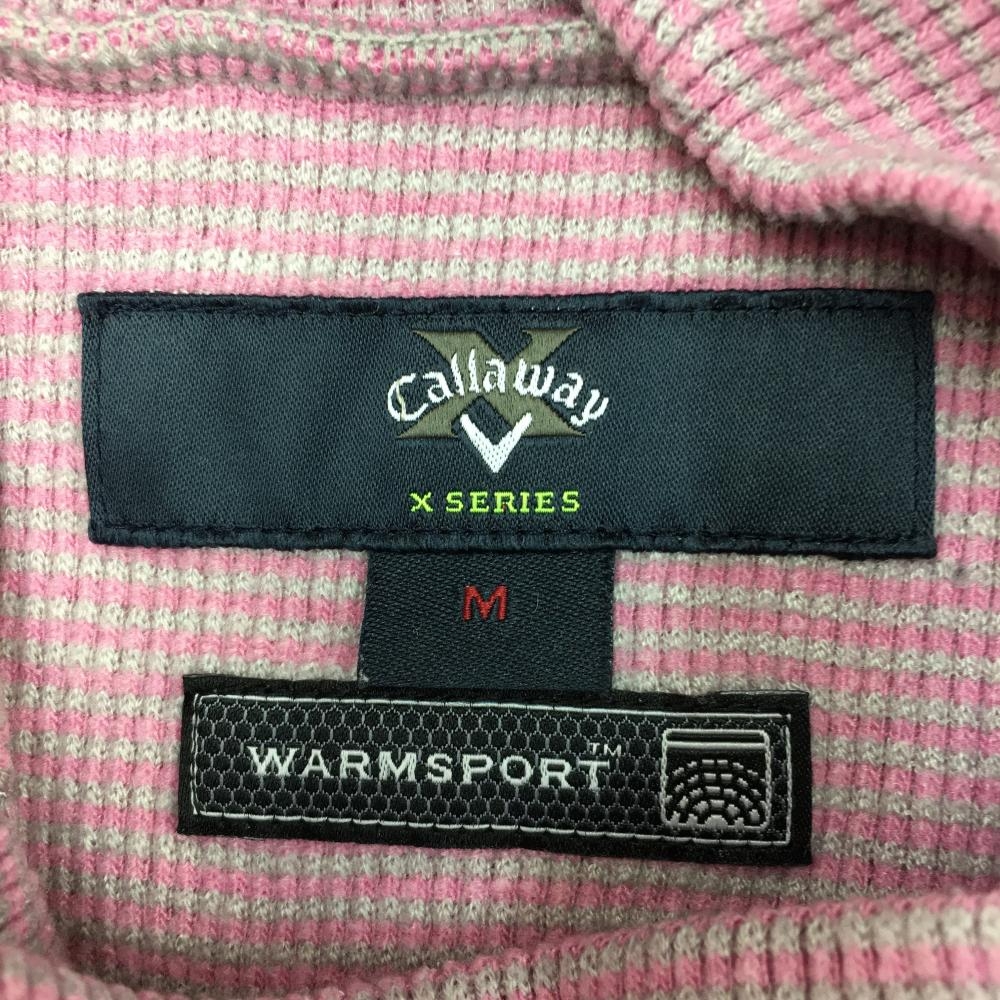 X
Callaway
X SERIES
M
WARMSPORT™